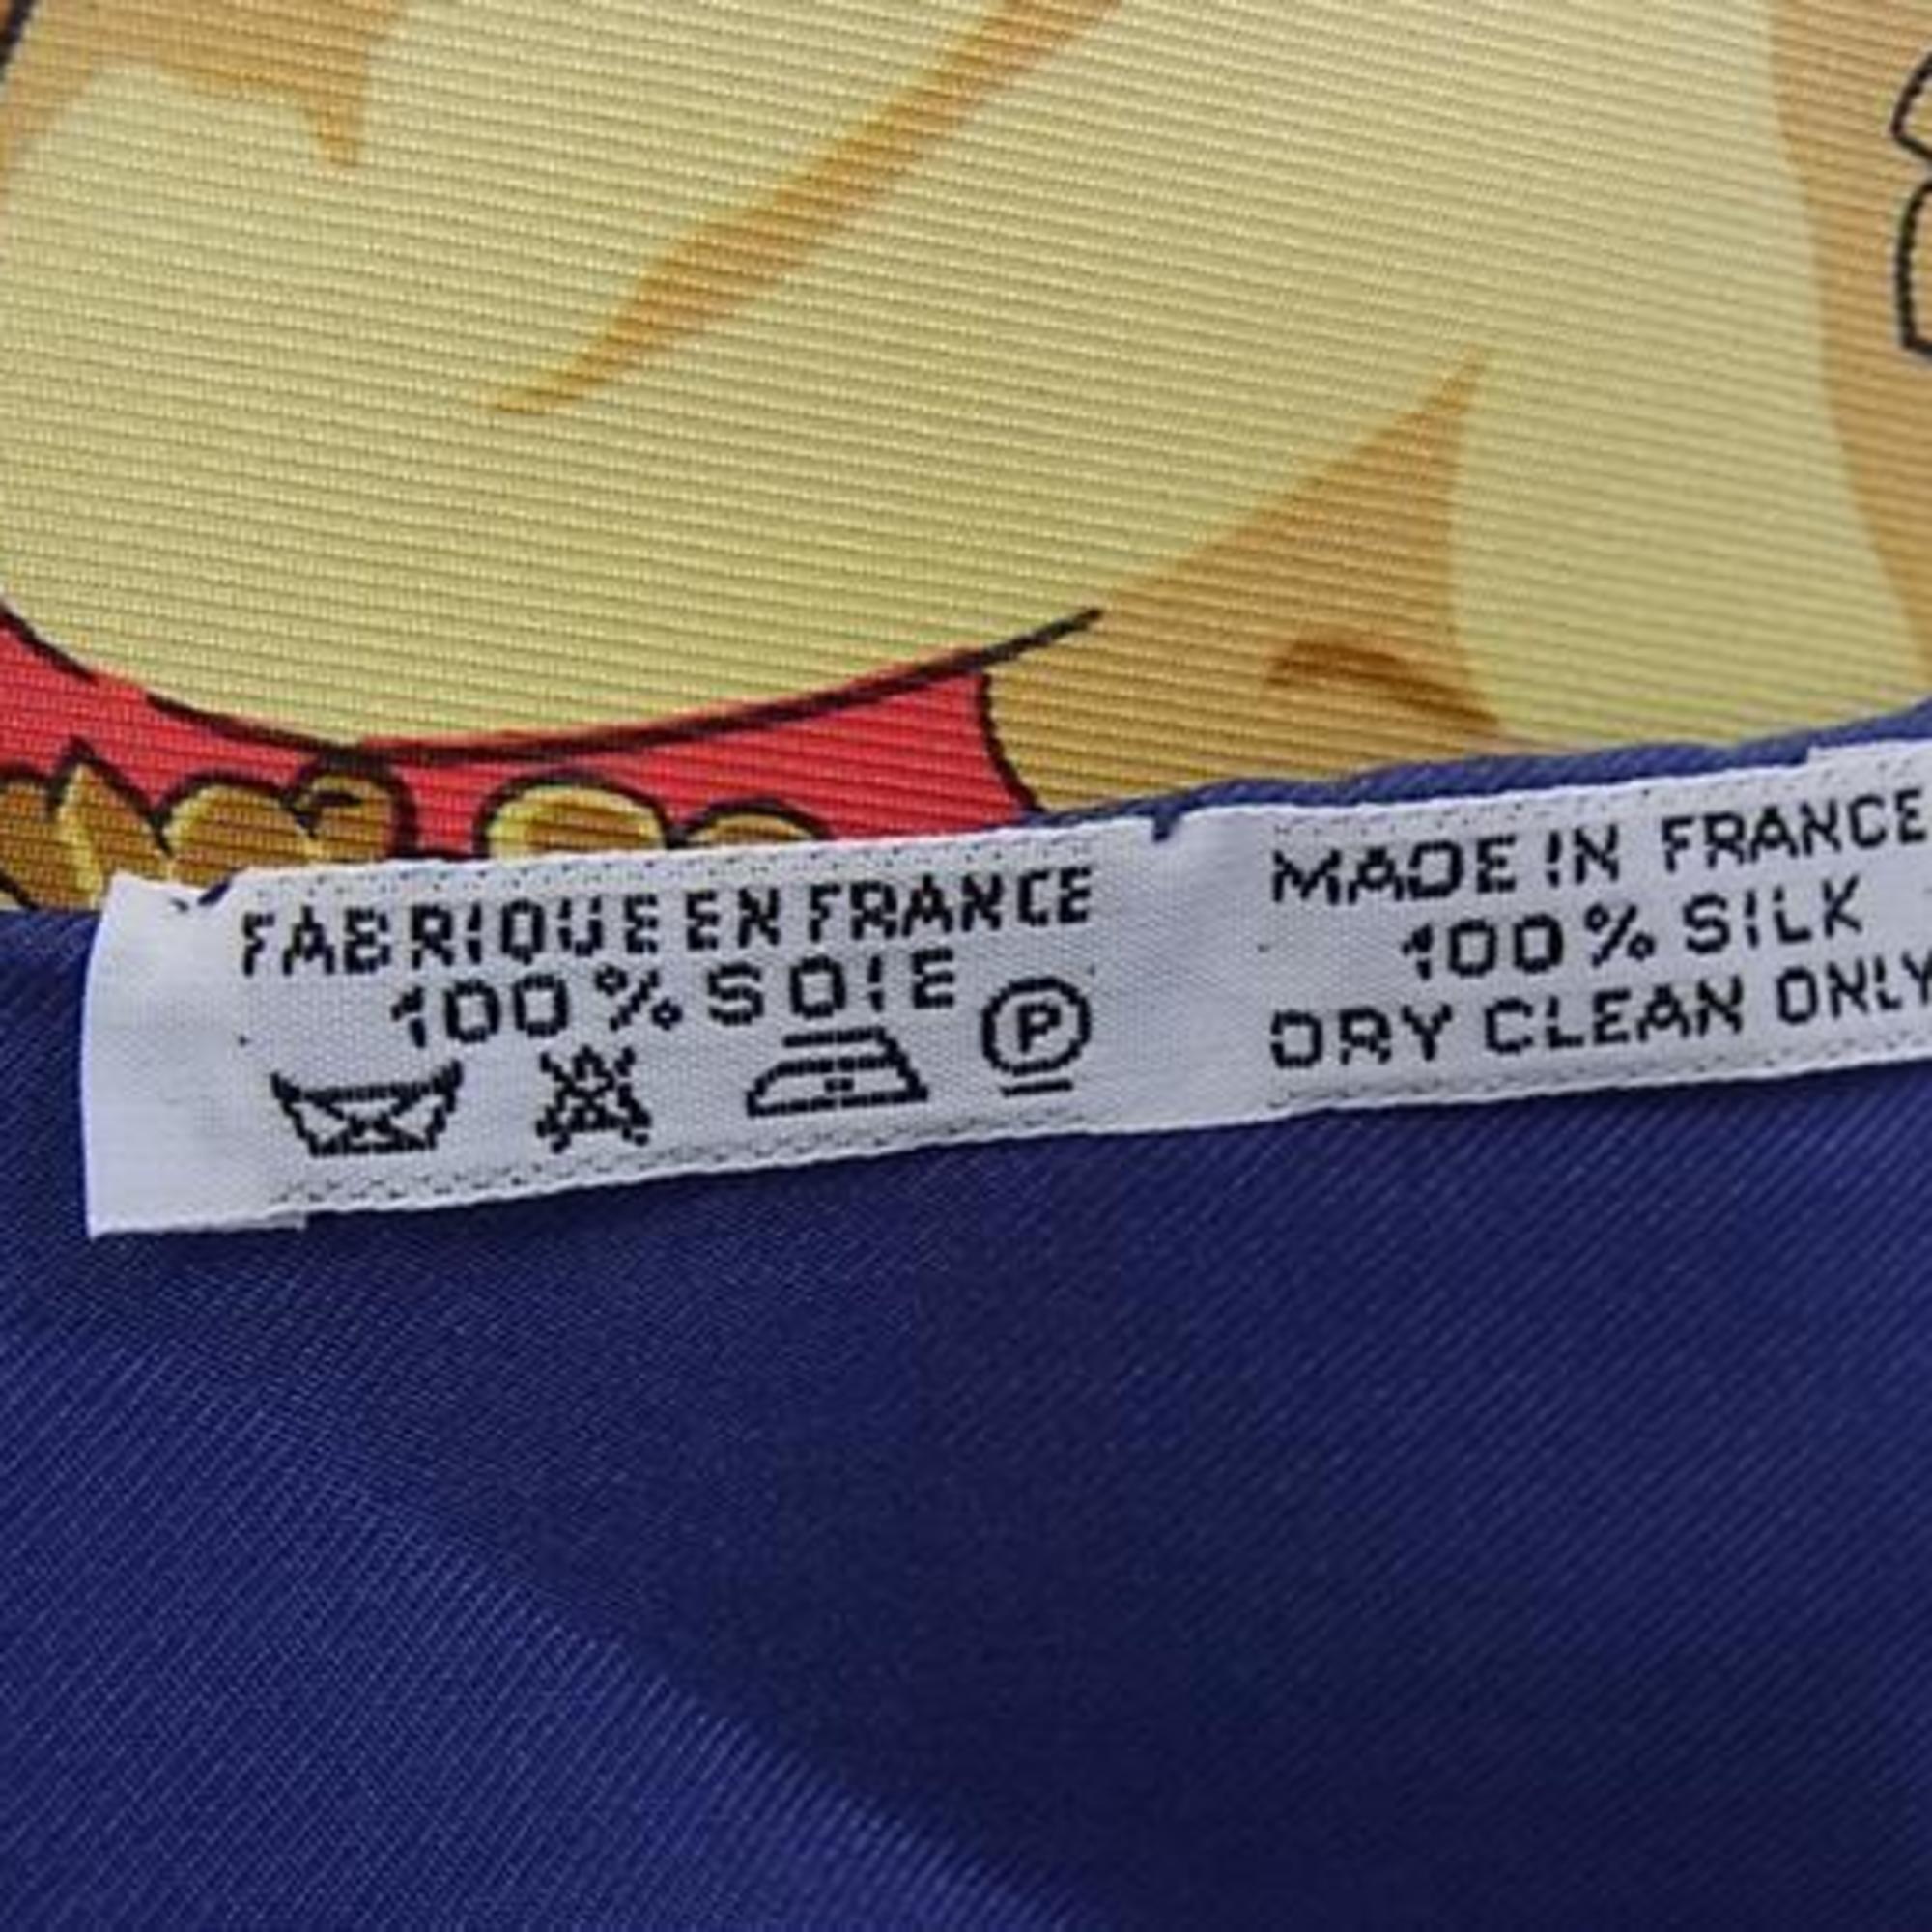 FABRIQUE EN FRANCE
100% SOIE
P
MADE IN FRANCE
100% SILK
DRY CLEAN ONLY